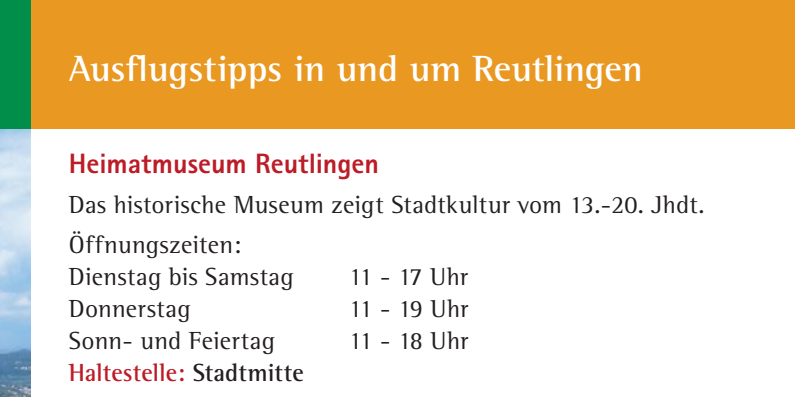 Ausflugstipps in und um Reutlingen
Heimatmuseum Reutlingen
Das historische Museum zeigt Stadtkultur vom 13.-20. Jhdt.
Öffnungszeiten:
Dienstag bis Samstag 11 - 17 Uhr
Donnerstag 11 - 19 Uhr
Sonn- und Feiertag 11 - 18 Uhr
Haltestelle: Stadtmitte